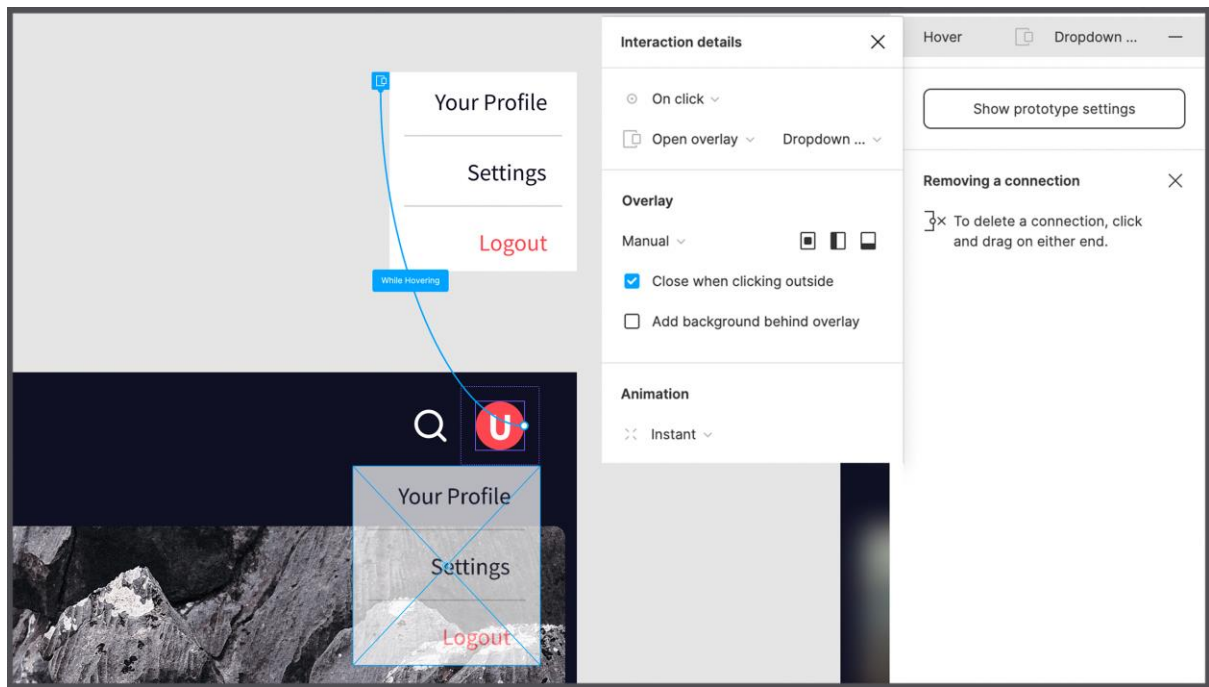 Your Profile
Settings
Logout
While Hovering
U
Your Profile
Settings
Logout
Interaction details
On click
Open overlay Dropdown ...
Overlay
Manual
Close when clicking outside
Add background behind overlay
Animation
Instant
Hover Dropdown ...
Show prototype settings
Removing a connection
To delete a connection, click
and drag on either end.